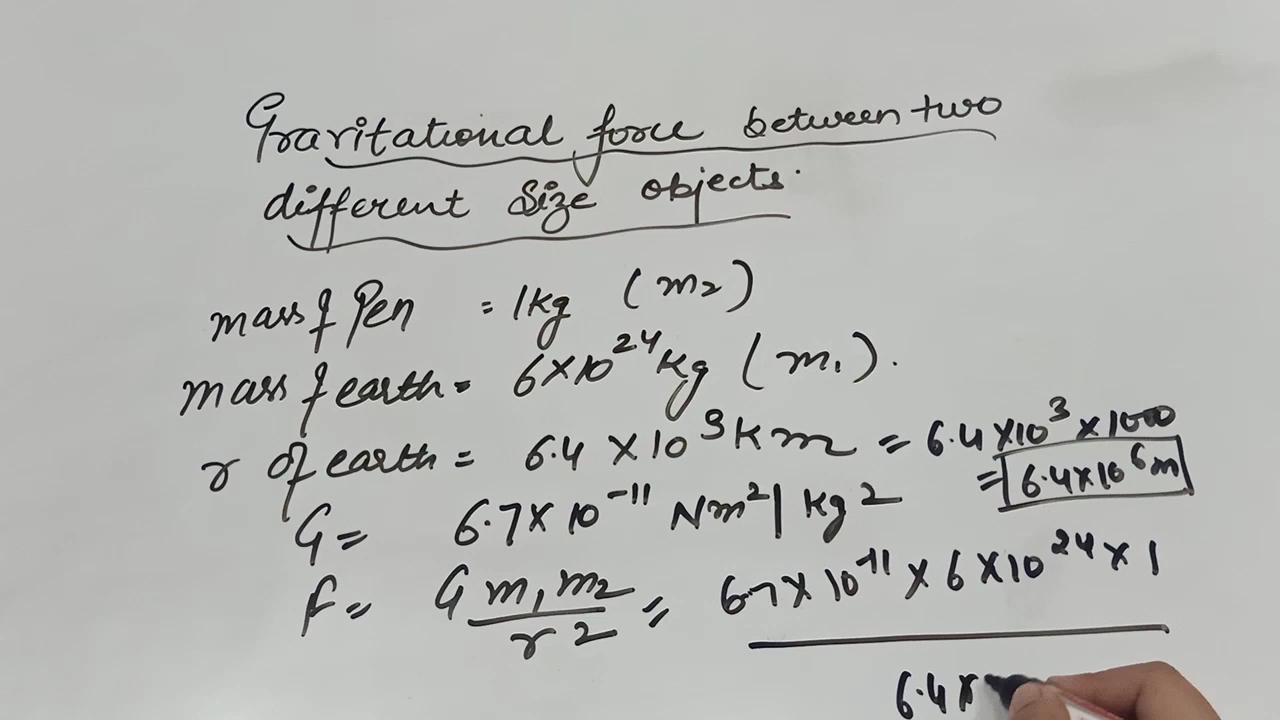 Gravitational force between two
different Size objects.
mass of Pen = 1kg (m2)
mass of earth = 6×10^24 kg (m1).
r of earth = 6.4 ×10^3 km = 6.4×10^3 ×1000
= 6.4×10^6 m
G = 6.7×10^-11 Nm^2| kg^2
F = G m1 m2 / r^2 = 6.7×10^-11 × 6×10^24 × 1
6.4×